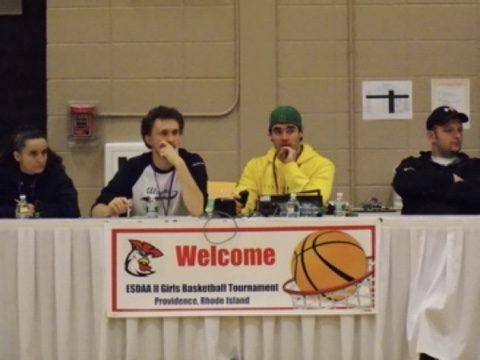 Welcome
ESDAA II Girls Basketball Tournament
Providence, Rhode Island